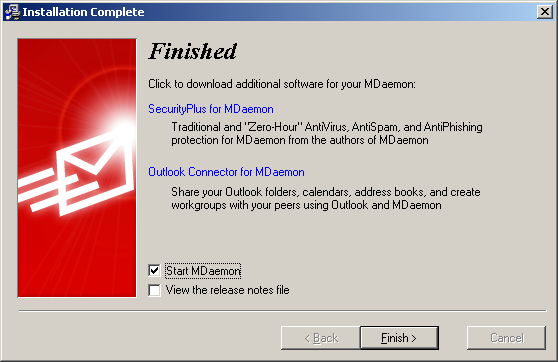 Installation Complete
Finished
Click to download additional software for your MDaemon:
SecurityPlus for MDaemon
Traditional and "Zero-Hour" AntiVirus, AntiSpam, and AntiPhishing
protection for MDaemon from the authors of MDaemon
Outlook Connector for MDaemon
Share your Outlook folders, calendars, address books, and create
workgroups with your peers using Outlook and MDaemon
Start MDaemon
View the release notes file
< Back
Finish >
Cancel